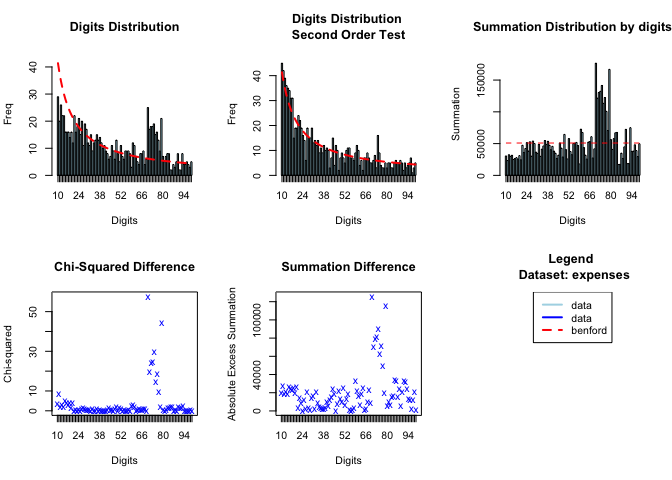 Digits Distribution
Freq
0 10 20 30 40
10 24 38 52 66 80 94
Digits
Digits Distribution
Second Order Test
Freq
0 10 20 30 40
10 24 38 52 66 80 94
Digits
Summation Distribution by digits
Summation
0 50000 150000
10 24 38 52 66 80 94
Digits
Chi-Squared Difference
Chi-squared
0 10 30 50
10 24 38 52 66 80 94
Digits
Summation Difference
Absolute Excess Summation
0 40000 100000
10 24 38 52 66 80 94
Digits
Legend
Dataset: expenses
data
data
benford